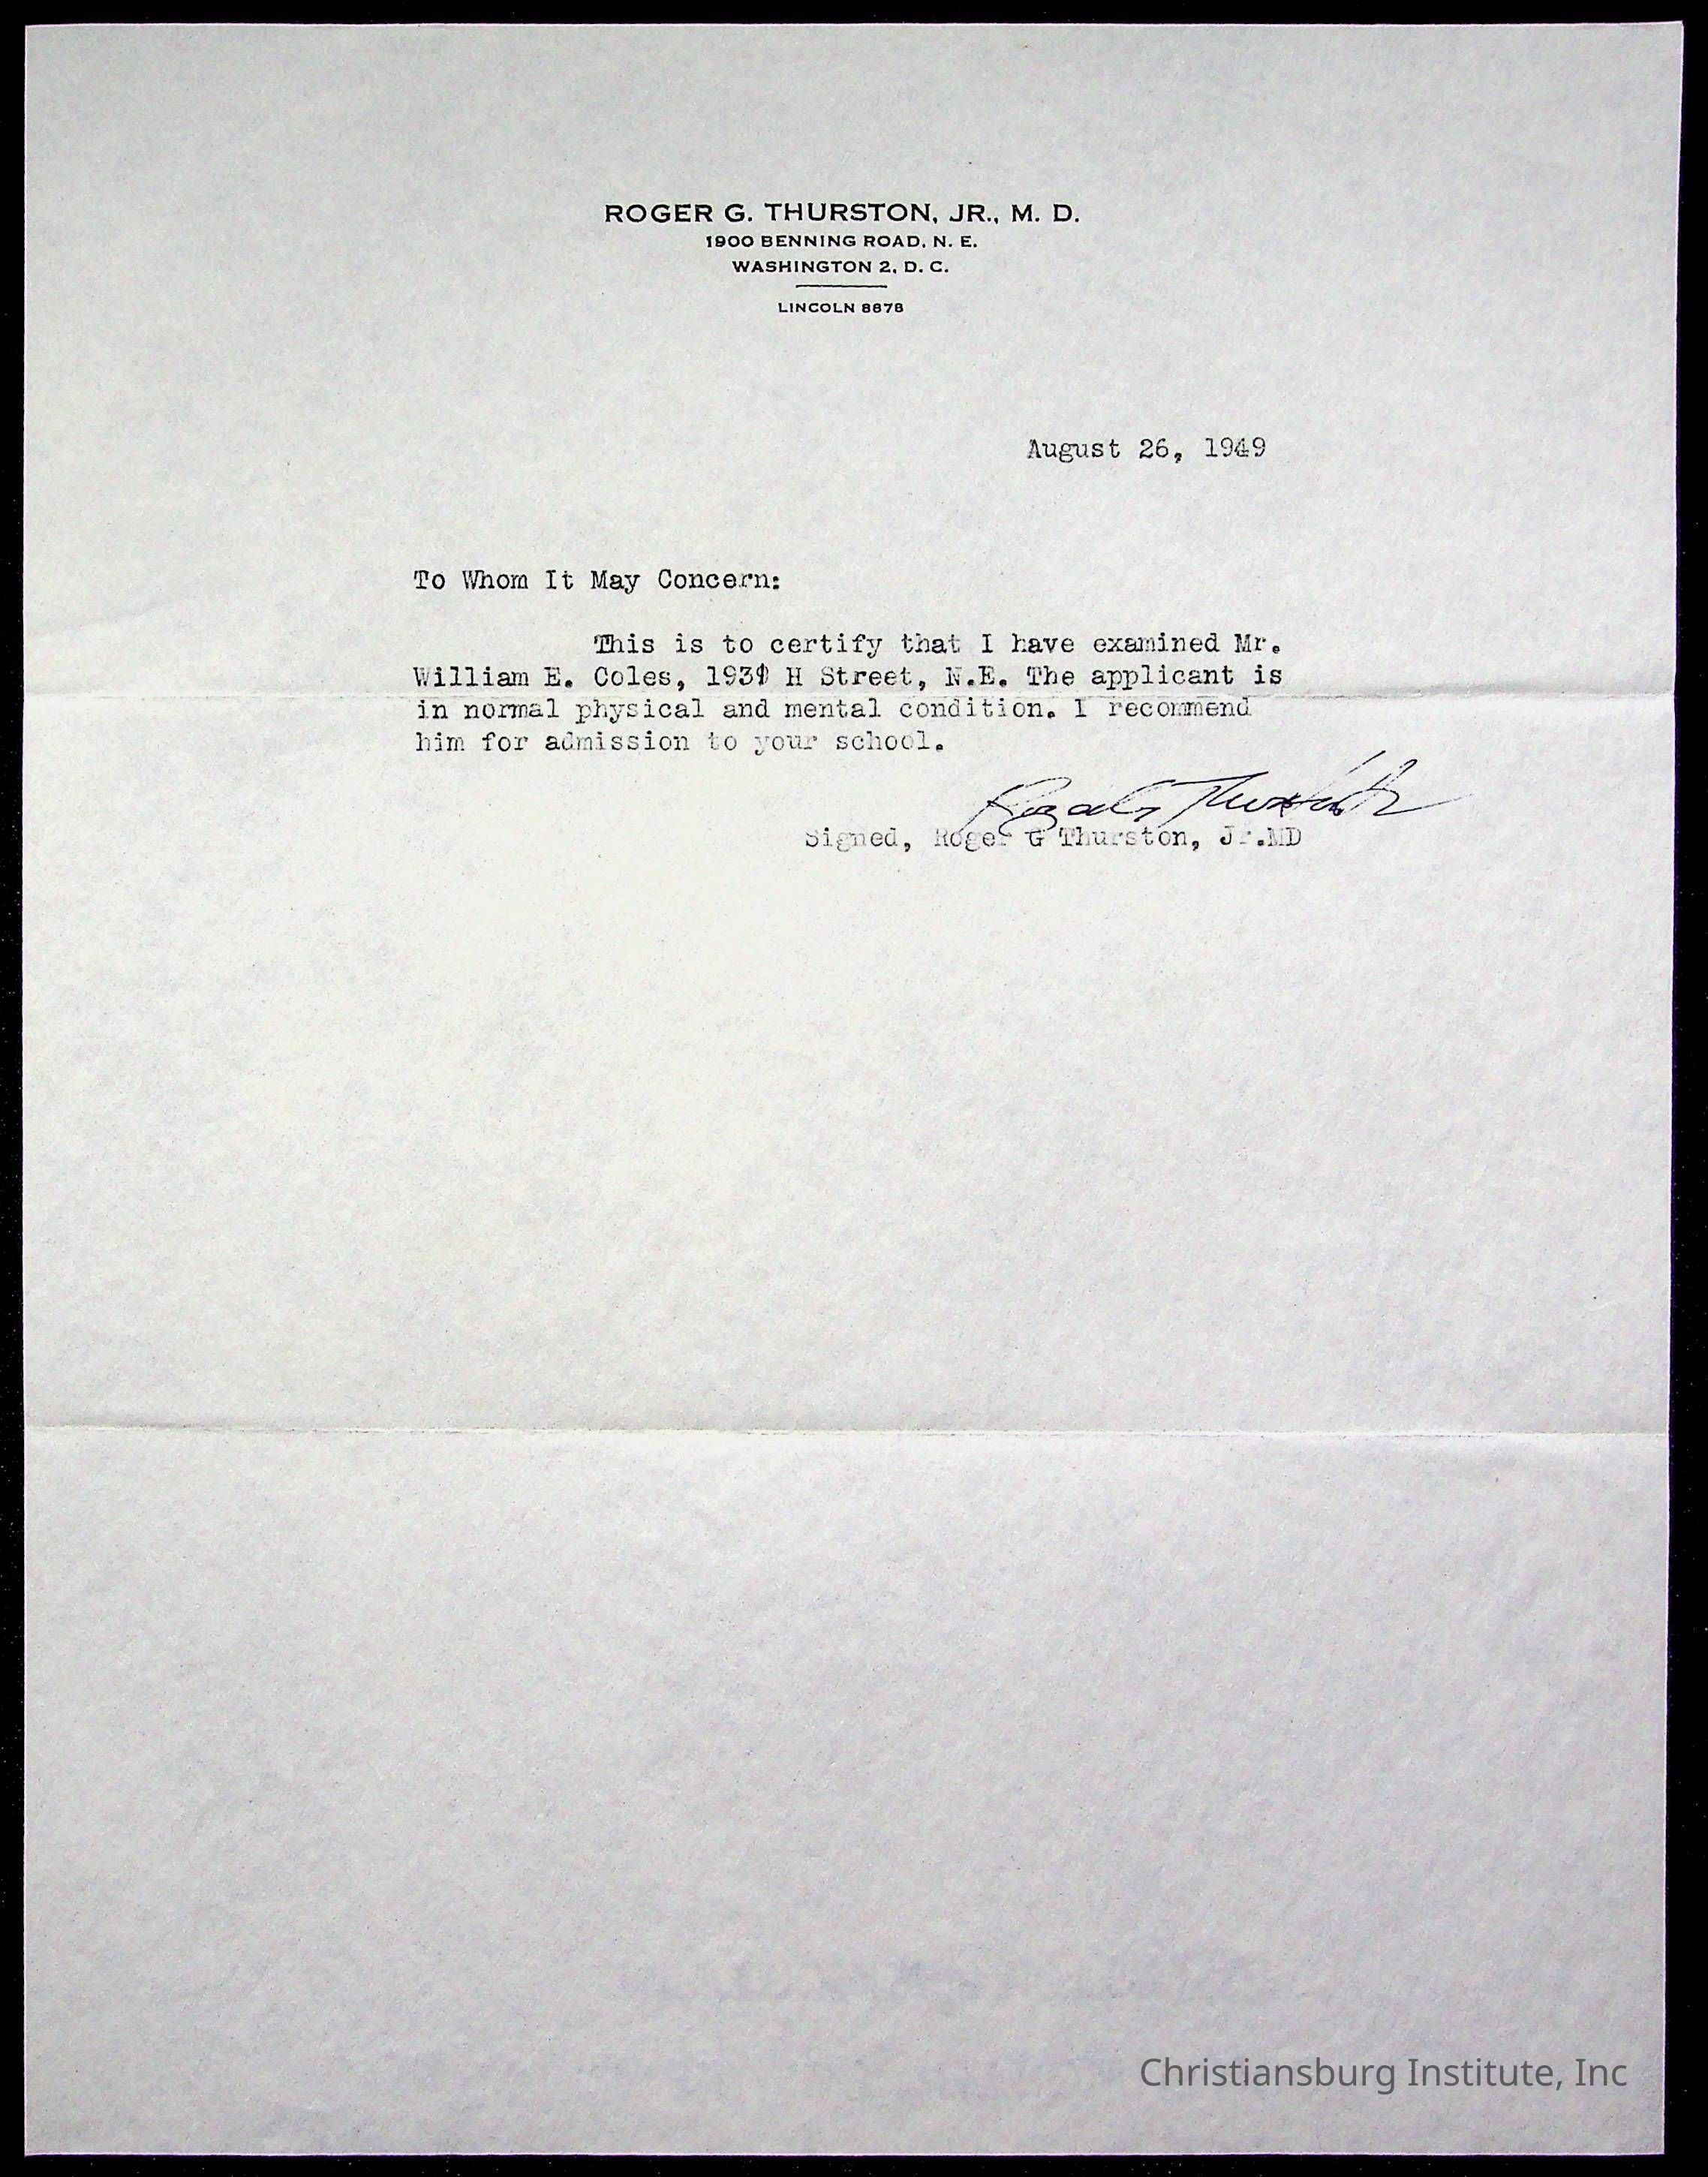 ROGER G. THURSTON, JR., M. D.
1900 BENNING ROAD, N. E.
WASHINGTON 2, D. C.
LINCOLN 8878
August 26, 1949
To Whom It May Concern:
This is to certify that I have examined Mr.
William E. Coles, H Street, N.E. The applicant is
in normal physical and mental condition. I recommend
him for admission to your school.
Signed, Roger G Thurston, Jr.MD
Christiansburg Institute, Inc